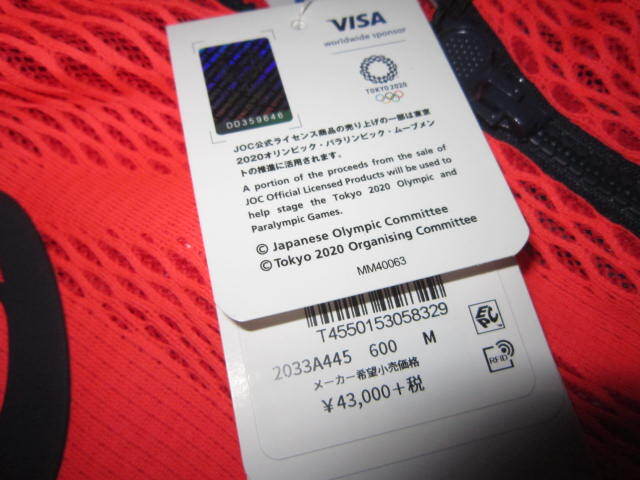 VISA
worldwide sponsor
TOKYO 2020
DD359646
JOC公式ライセンス商品の売り上げの一部は東京
2020オリンピック・パラリンピック・ムーブメン
トの推進に活用されます。
A portion of the proceeds from the sale of
JOC Official Licensed Products will be used to
help stage the Tokyo 2020 Olympic and
Paralympic Games.
© Japanese Olympic Committee
© Tokyo 2020 Organising Committee
MM40063
T4550153058329
2033A445 600 M
メーカー希望小売価格
¥43,000+税
EPC
RFID